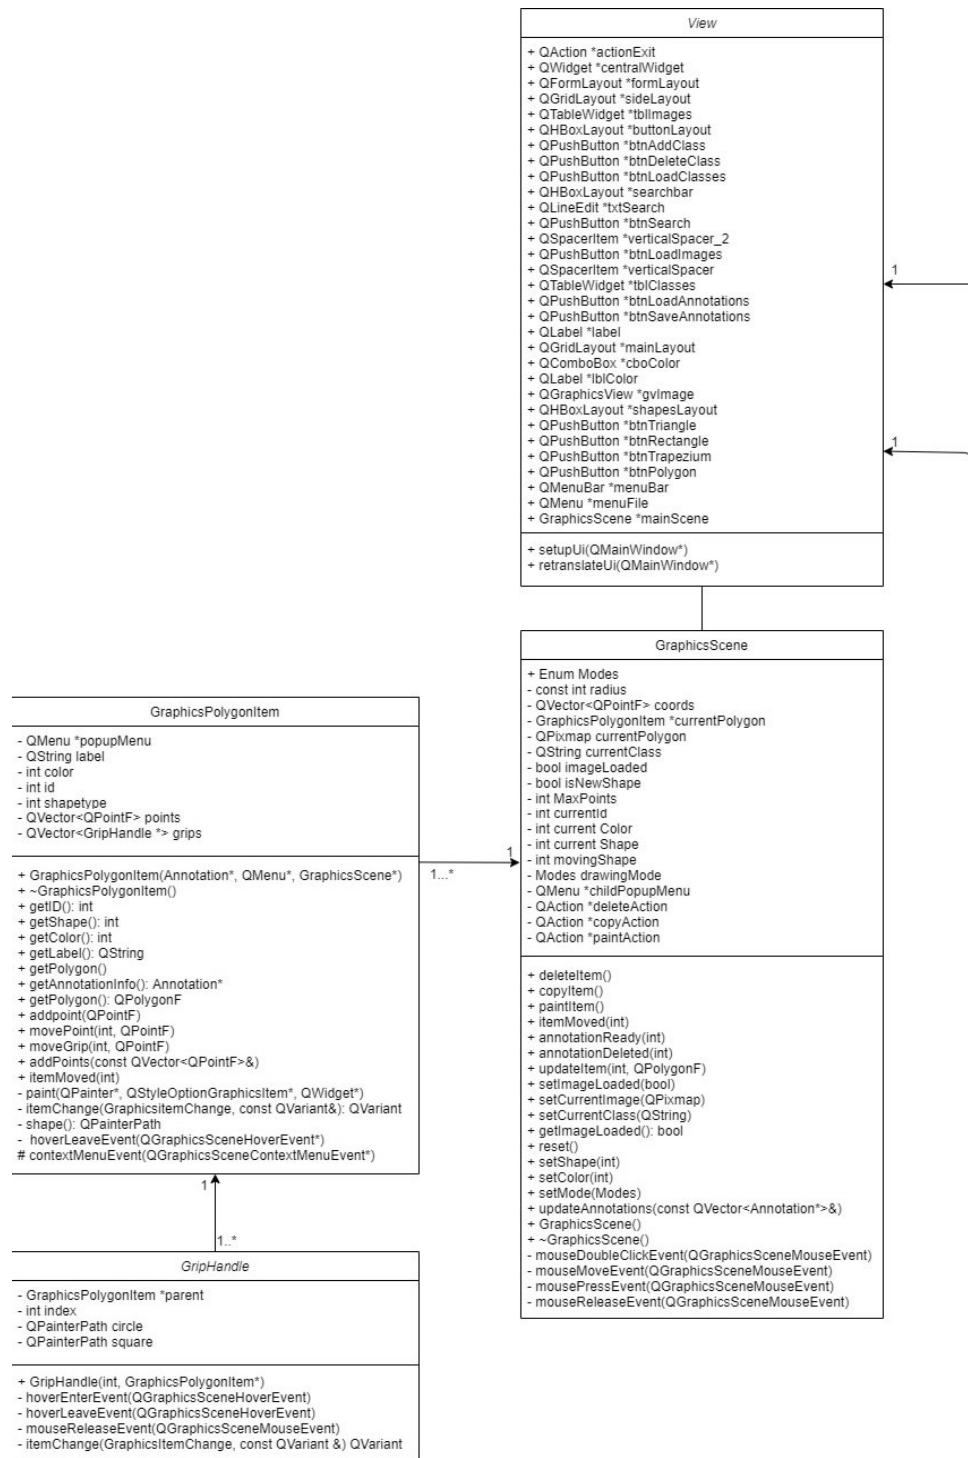 View
+ QAction *actionExit
+ QWidget *centralWidget
+ QFormLayout *formLayout
+ QGridLayout *sideLayout
+ QTableWidget *tblImages
+ QHBoxLayout *buttonLayout
+ QPushButton *btnAddClass
+ QPushButton *btnDeleteClass
+ QPushButton *btnLoadClasses
+ QHBoxLayout *searchbar
+ QLineEdit *txtSearch
+ QPushButton *btnSearch
+ QSpacerItem *verticalSpacer_2
+ QPushButton *btnLoadImages
+ QSpacerItem *verticalSpacer
+ QTableWidget *tblClasses
+ QPushButton *btnLoadAnnotations
+ QPushButton *btnSaveAnnotations
+ QLabel *label
+ QGridLayout *mainLayout
+ QComboBox *cboColor
+ QLabel *lblColor
+ QGraphicsView *gvImage
+ QHBoxLayout *shapesLayout
+ QPushButton *btnTriangle
+ QPushButton *btnRectangle
+ QPushButton *btnTrapezium
+ QPushButton *btnPolygon
+ QMenuBar *menuBar
+ QMenu *menuFile
+ GraphicsScene *mainScene
+ setupUi(QMainWindow*)
+ retranslateUi(QMainWindow*)
1
1
GraphicsScene
+ Enum Modes
- const int radius
- QVector<QPointF> coords
- GraphicsPolygonItem *currentPolygon
- QPixmap currentPolygon
- QString currentClass
- bool imageLoaded
- bool isNewShape
- int MaxPoints
- int currentId
- int current Color
- int current Shape
- int movingShape
- Modes drawingMode
- QMenu *childPopupMenu
- QAction *deleteAction
- QAction *copyAction
- QAction *paintAction
+ deleteItem()
+ copyItem()
+ paintItem()
+ itemMoved(int)
+ annotationReady(int)
+ annotationDeleted(int)
+ updateItem(int, QPolygonF)
+ setImageLoaded(bool)
+ setCurrentImage(QPixmap)
+ setCurrentClass(QString)
+ getImageLoaded(): bool
+ reset()
+ setShape(int)
+ setColor(int)
+ setMode(Modes)
+ updateAnnotations(const QVector<Annotation*>&)
+ GraphicsScene()
+ ~GraphicsScene()
- mouseDoubleClickEvent(QGraphicsSceneMouseEvent)
- mouseMoveEvent(QGraphicsSceneMouseEvent)
- mousePressEvent(QGraphicsSceneMouseEvent)
- mouseReleaseEvent(QGraphicsSceneMouseEvent)
GraphicsPolygonItem
- QMenu *popupMenu
- QString label
- int color
- int id
- int shapetype
- QVector<QPointF> points
- QVector<GripHandle *> grips
+ GraphicsPolygonItem(Annotation*, QMenu*, GraphicsScene*)
+ ~GraphicsPolygonItem()
+ getID(): int
+ getShape(): int
+ getColor(): int
+ getLabel(): QString
+ getPolygon()
+ getAnnotationInfo(): Annotation*
+ getPolygon(): QPolygonF
+ addpoint(QPointF)
+ movePoint(int, QPointF)
+ moveGrip(int, QPointF)
+ addPoints(const QVector<QPointF>&)
+ itemMoved(int)
- paint(QPainter*, QStyleOptionGraphicsItem*, QWidget*)
- itemChange(GraphicsitemChange, const QVariant&): QVariant
- shape(): QPainterPath
- hoverLeaveEvent(QGraphicsSceneHoverEvent*)
# contextMenuEvent(QGraphicsSceneContextMenuEvent*)
1
1...*
1
1..*
GripHandle
- GraphicsPolygonItem *parent
- int index
- QPainterPath circle
- QPainterPath square
+ GripHandle(int, GraphicsPolygonItem*)
- hoverEnterEvent(QGraphicsSceneHoverEvent)
- hoverLeaveEvent(QGraphicsSceneHoverEvent)
- mouseReleaseEvent(QGraphicsSceneMouseEvent)
- itemChange(GraphicsItemChange, const QVariant &) QVariant